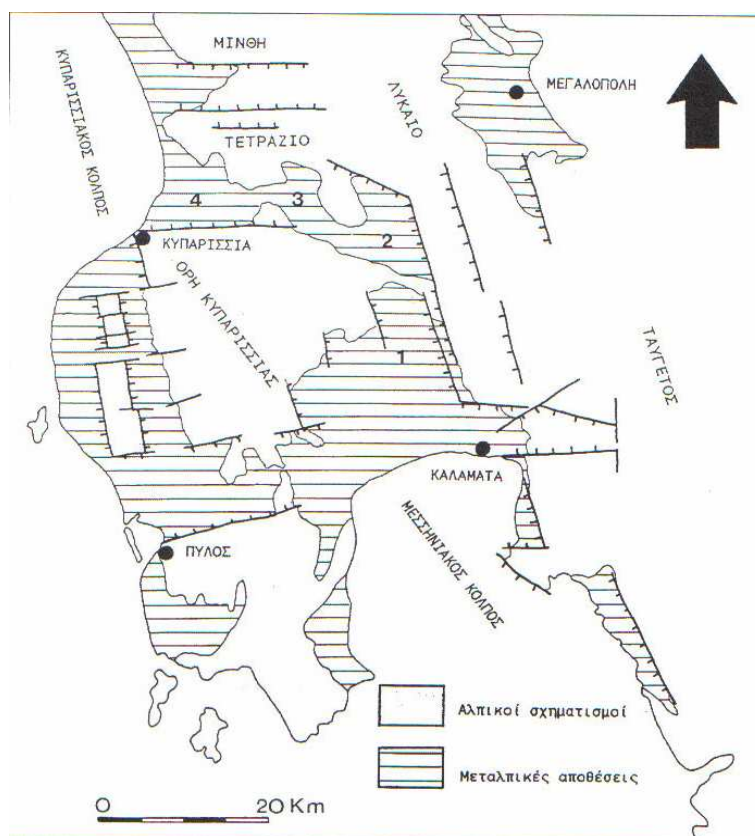 ΜΙΝΘΗ
ΚΥΠΑΡΙΣΣΙΑΚΟΣ ΚΟΛΠΟΣ
ΛΥΚΑΙΟ
ΜΕΓΑΛΟΠΟΛΗ
ΤΕΤΡΑΖΙΟ
4
3
2
ΚΥΠΑΡΙΣΣΙΑ
ΟΡΗ ΚΥΠΑΡΙΣΣΙΑΣ
1
ΤΑΥΓΕΤΟΣ
ΚΑΛΑΜΑΤΑ
ΜΕΣΣΗΝΙΑΚΟΣ ΚΟΛΠΟΣ
ΠΥΛΟΣ
Αλπικοί σχηματισμοί
Μεταλπικές αποθέσεις
0 20 Km